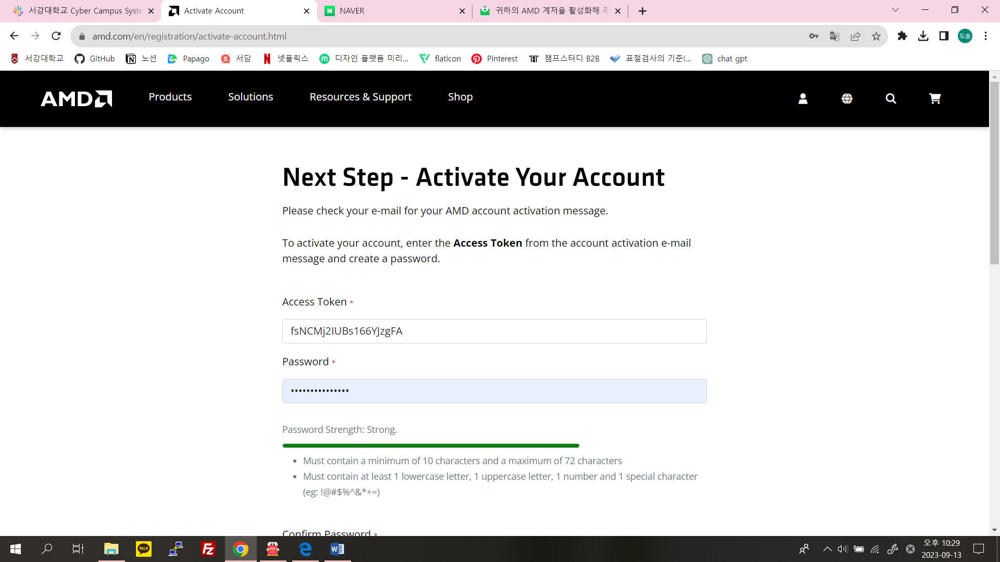 서강대학교 Cyber Campus Syste
Activate Account
NAVER
귀하의 AMD 계저을 활성화해 주
amd.com/en/registration/activate-account.html
도솔
서강대학교
GitHub
노션
Papago
서담
넷플릭스
디자인 플랫폼 미리...
flaticon
Pinterest
챔프스터디 B2B
표절검사의 기준!...
chat gpt
AMD
Products
Solutions
Resources & Support
Shop
Next Step - Activate Your Account
Please check your e-mail for your AMD account activation message.
To activate your account, enter the Access Token from the account activation e-mail
message and create a password.
Access Token *
fsNCMj2IUBs166YJzgFA
Password *
•••••••••••••••
Password Strength: Strong.
• Must contain a minimum of 10 characters and a maximum of 72 characters
• Must contain at least 1 lowercase letter, 1 uppercase letter, 1 number and 1 special character
(eg: !@#$%^&*+=)
Confirm Password *
TALK
PDF
오후 10:29
2023-09-13